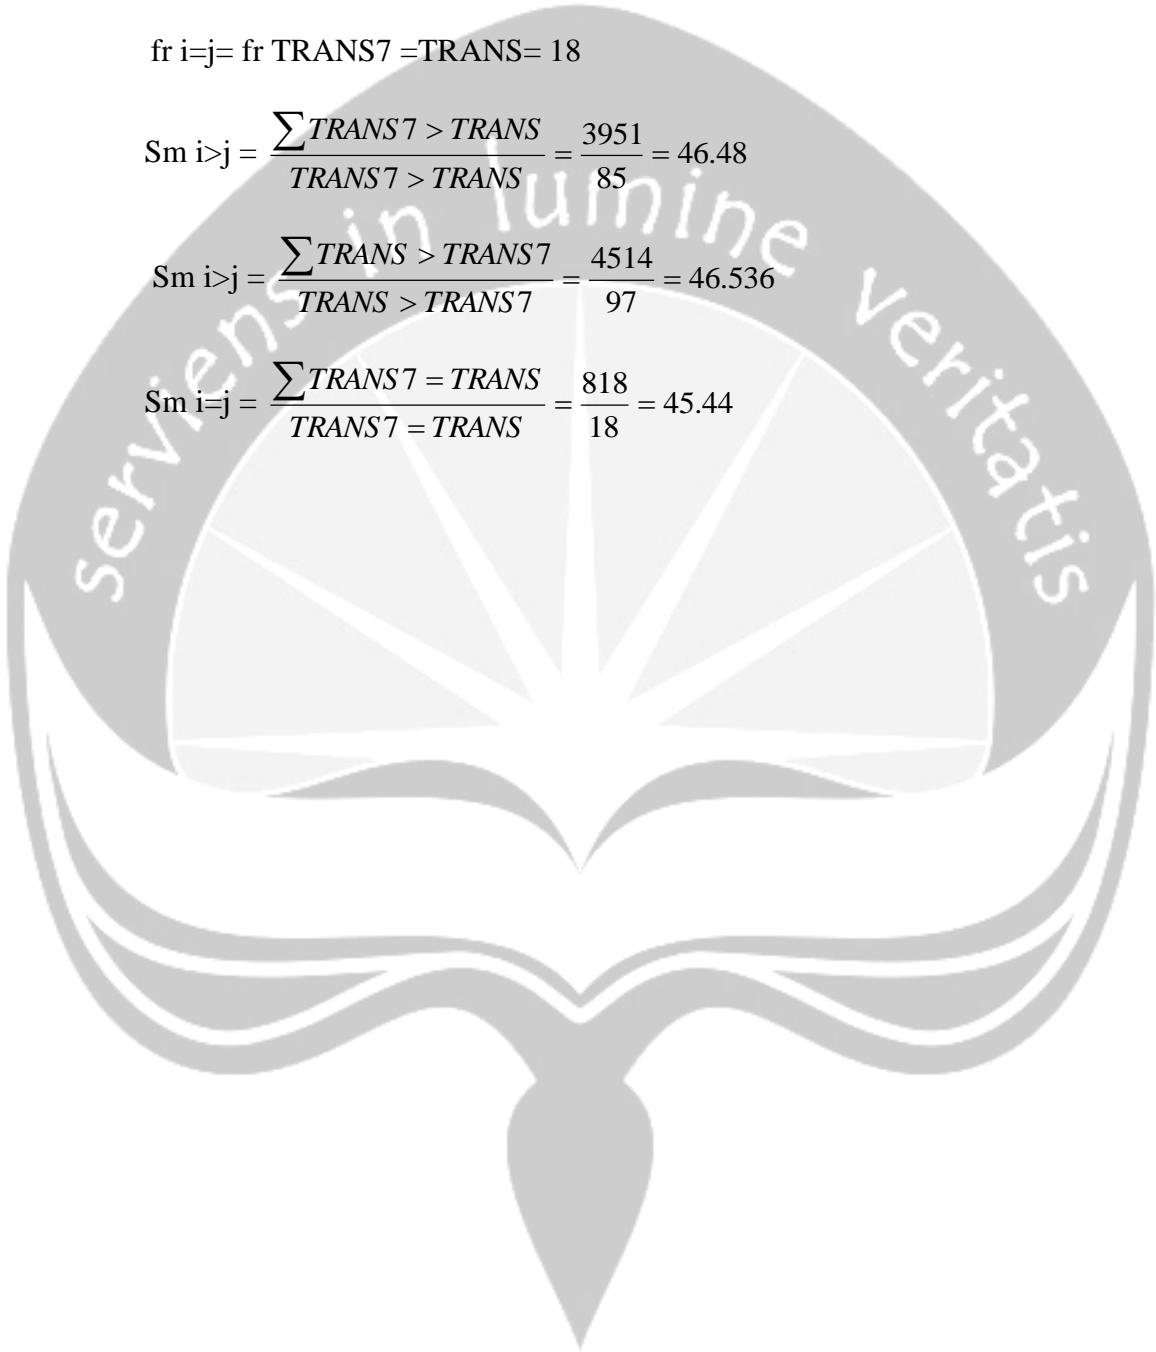 fr i=j= fr TRANS7 =TRANS= 18
Sm i>j = ∑TRANS7 > TRANS / TRANS7 > TRANS = 3951 / 85 = 46.48
Sm i>j = ∑TRANS > TRANS7 / TRANS > TRANS7 = 4514 / 97 = 46.536
Sm i=j = ∑TRANS7 = TRANS / TRANS7 = TRANS = 818 / 18 = 45.44
serviens in lumine veritatis